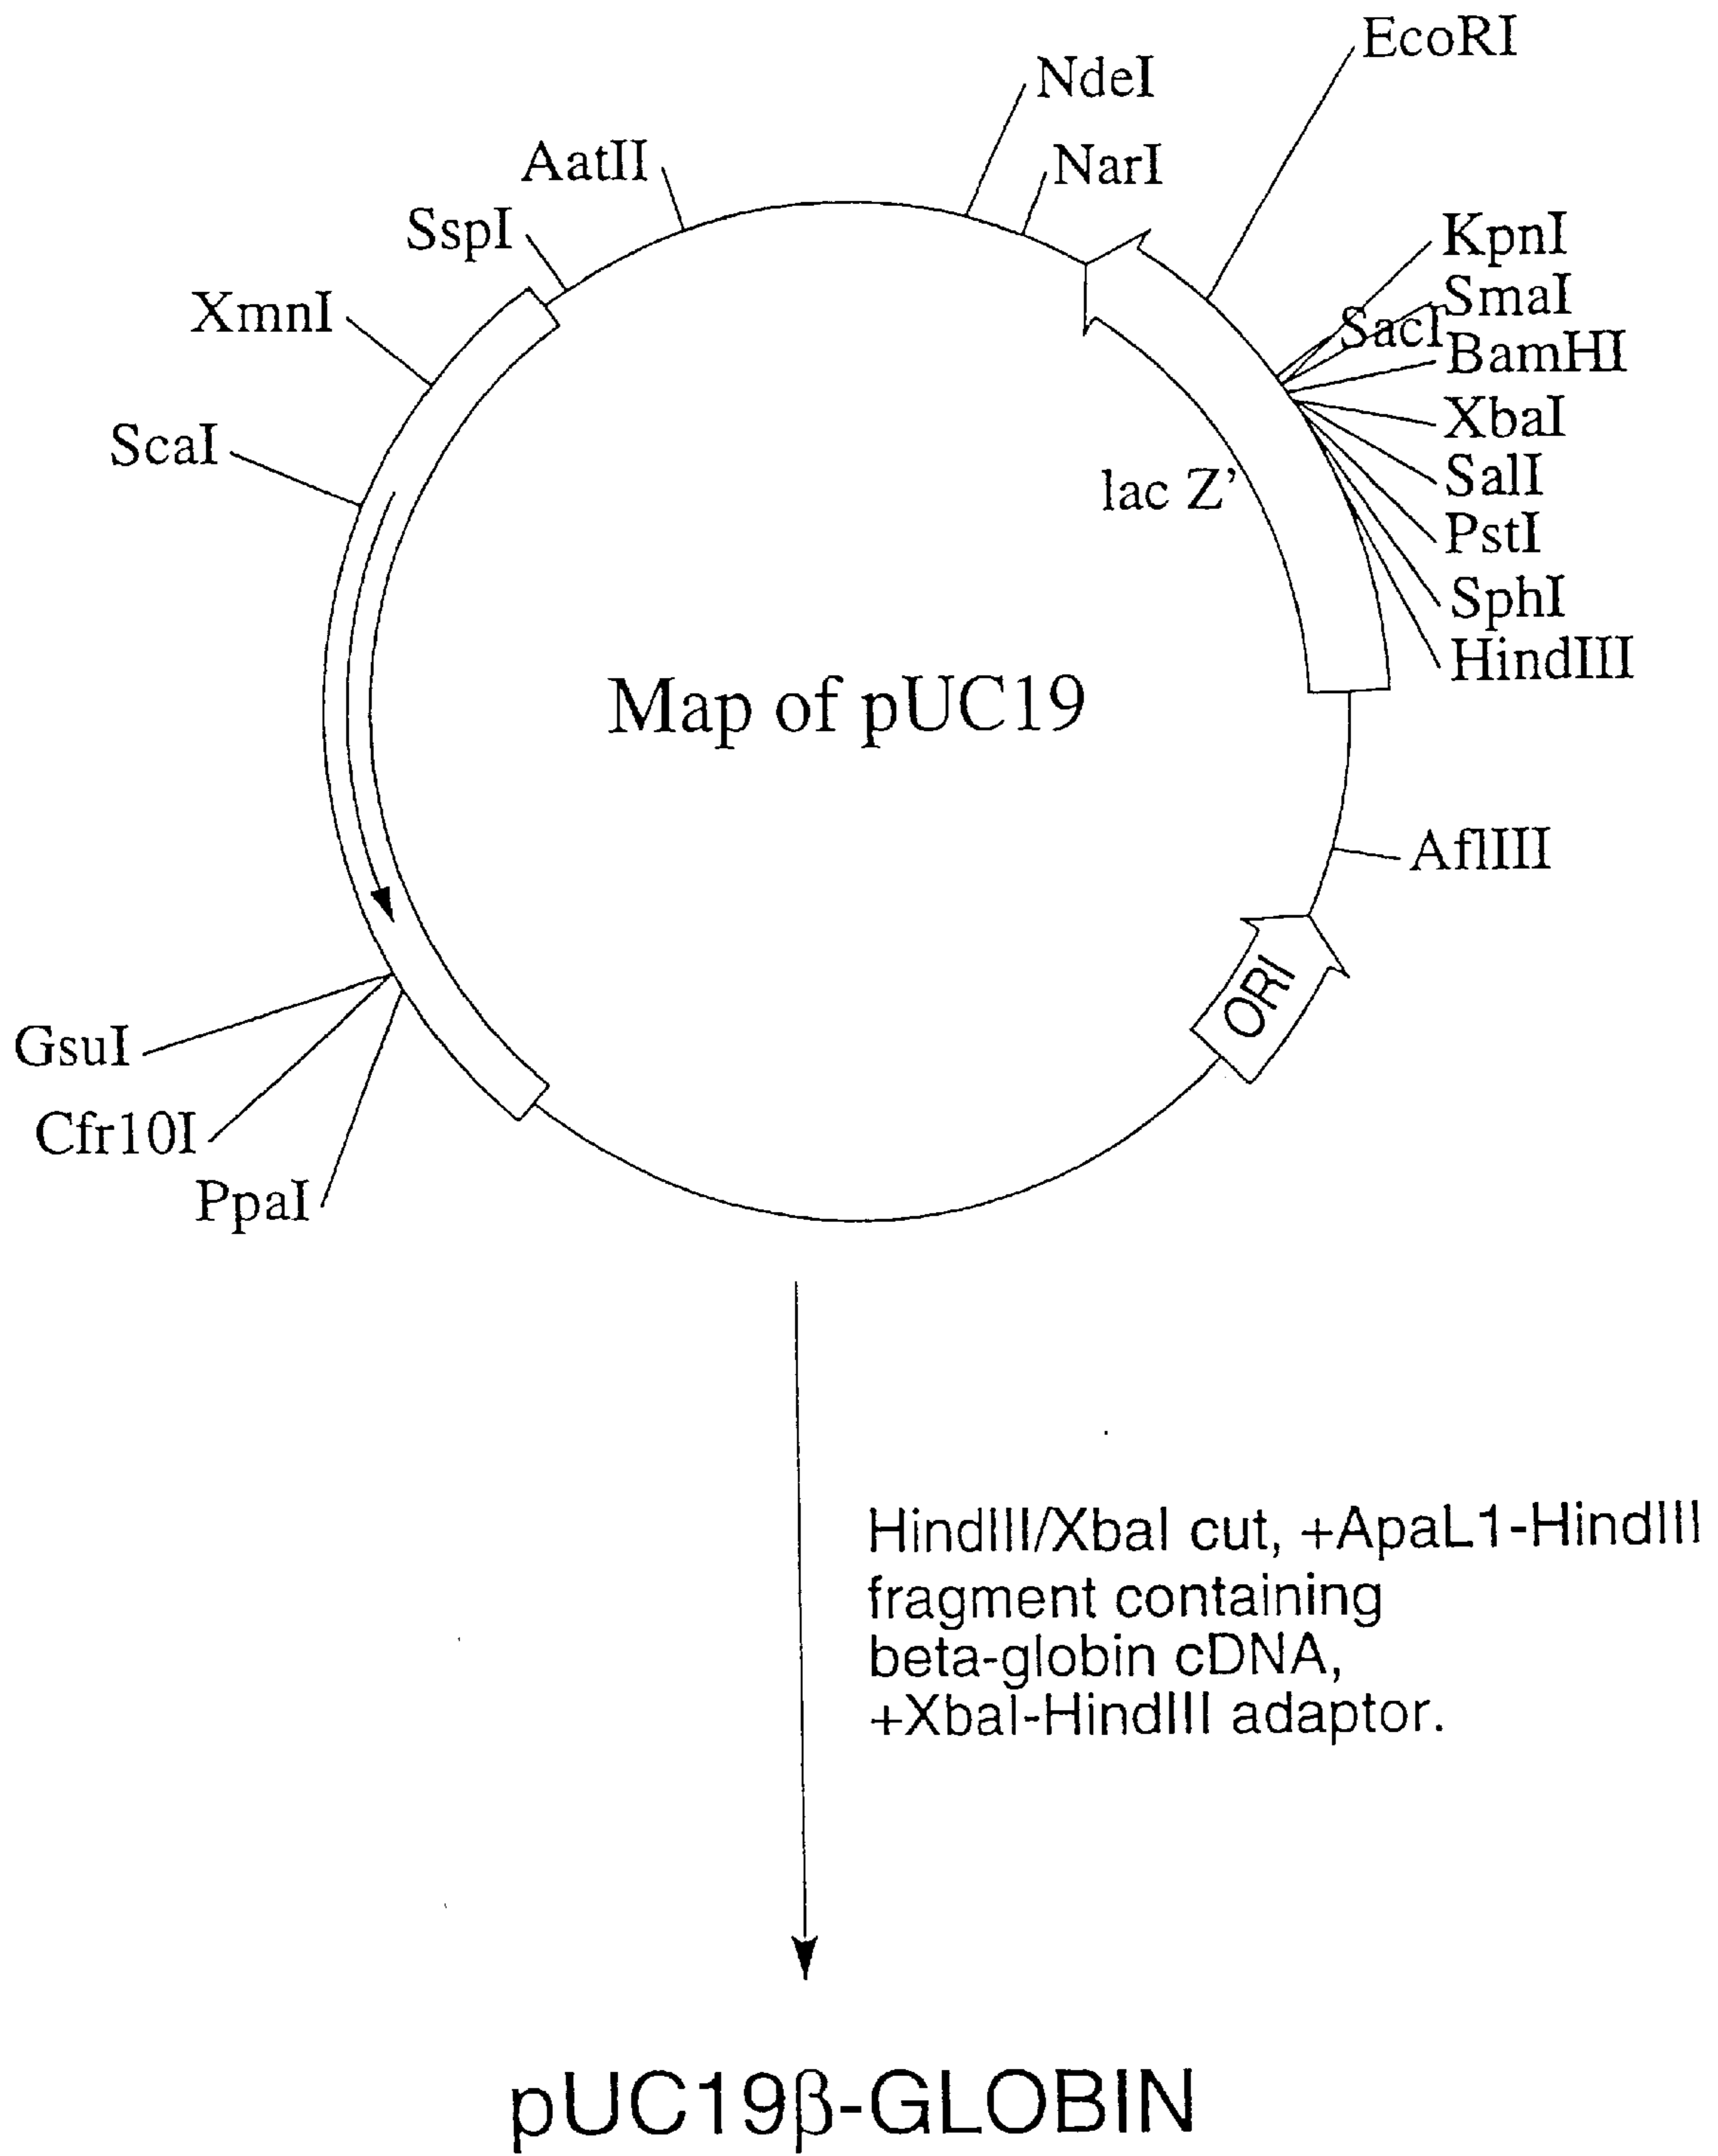 EcoRI
NdeI
NarI
AatII
SspI
XmnI
ScaI
KpnI
SmaI
SacI
BamHI
XbaI
SalI
PstI
SphI
HindIII
lac Z'
Map of pUC19
AflIII
ORI
GsuI
Cfr10I
PpaI
HindIII/XbaI cut, +ApaL1-HindIII
fragment containing
beta-globin cDNA,
+XbaI-HindIII adaptor.
pUC19β-GLOBIN